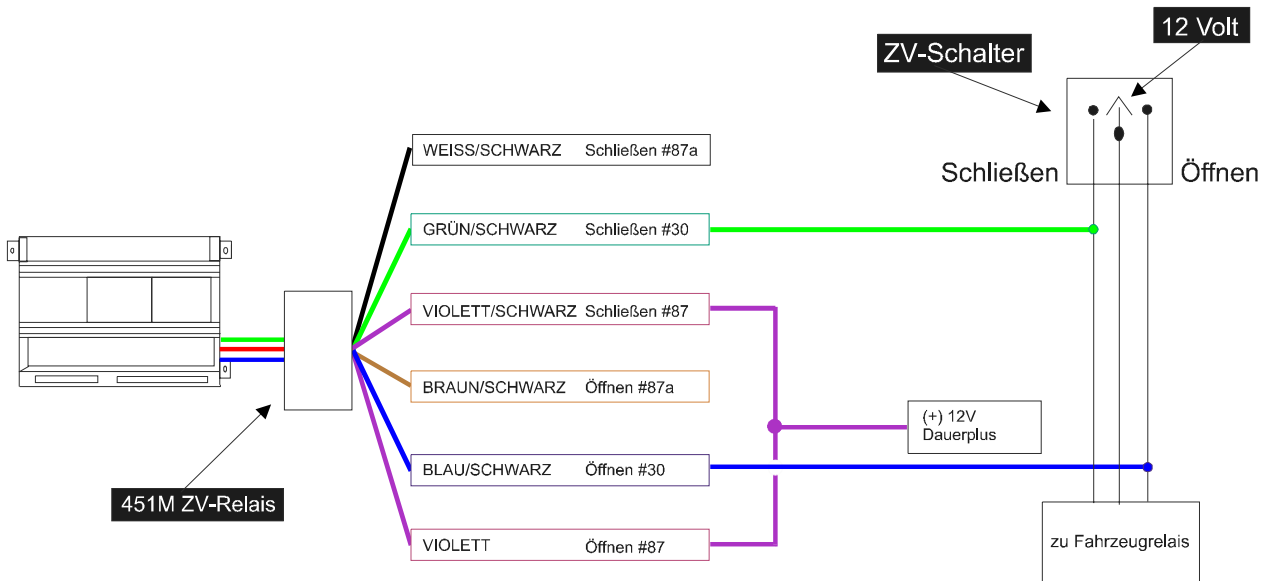 12 Volt
ZV-Schalter
Schließen
Öffnen
WEISS/SCHWARZ Schließen #87a
GRÜN/SCHWARZ Schließen #30
VIOLETT/SCHWARZ Schließen #87
BRAUN/SCHWARZ Öffnen #87a
(+) 12V
Dauerplus
BLAU/SCHWARZ Öffnen #30
451M ZV-Relais
VIOLETT Öffnen #87
zu Fahrzeugrelais